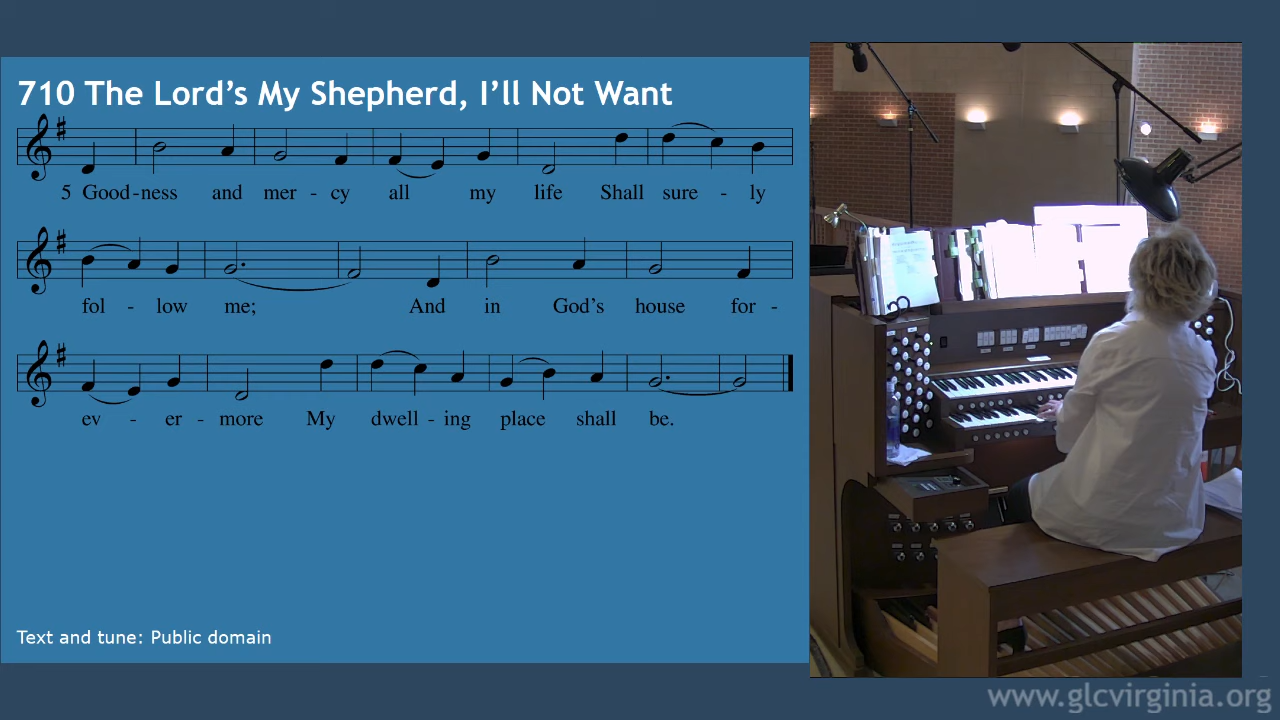 710 The Lord's My Shepherd, I'll Not Want
5 Good - ness and mer - cy all my life Shall sure - ly
fol - low me; And in God's house for -
ev - er - more My dwell - ing place shall be.
Text and tune: Public domain
www.glcvirginia.org